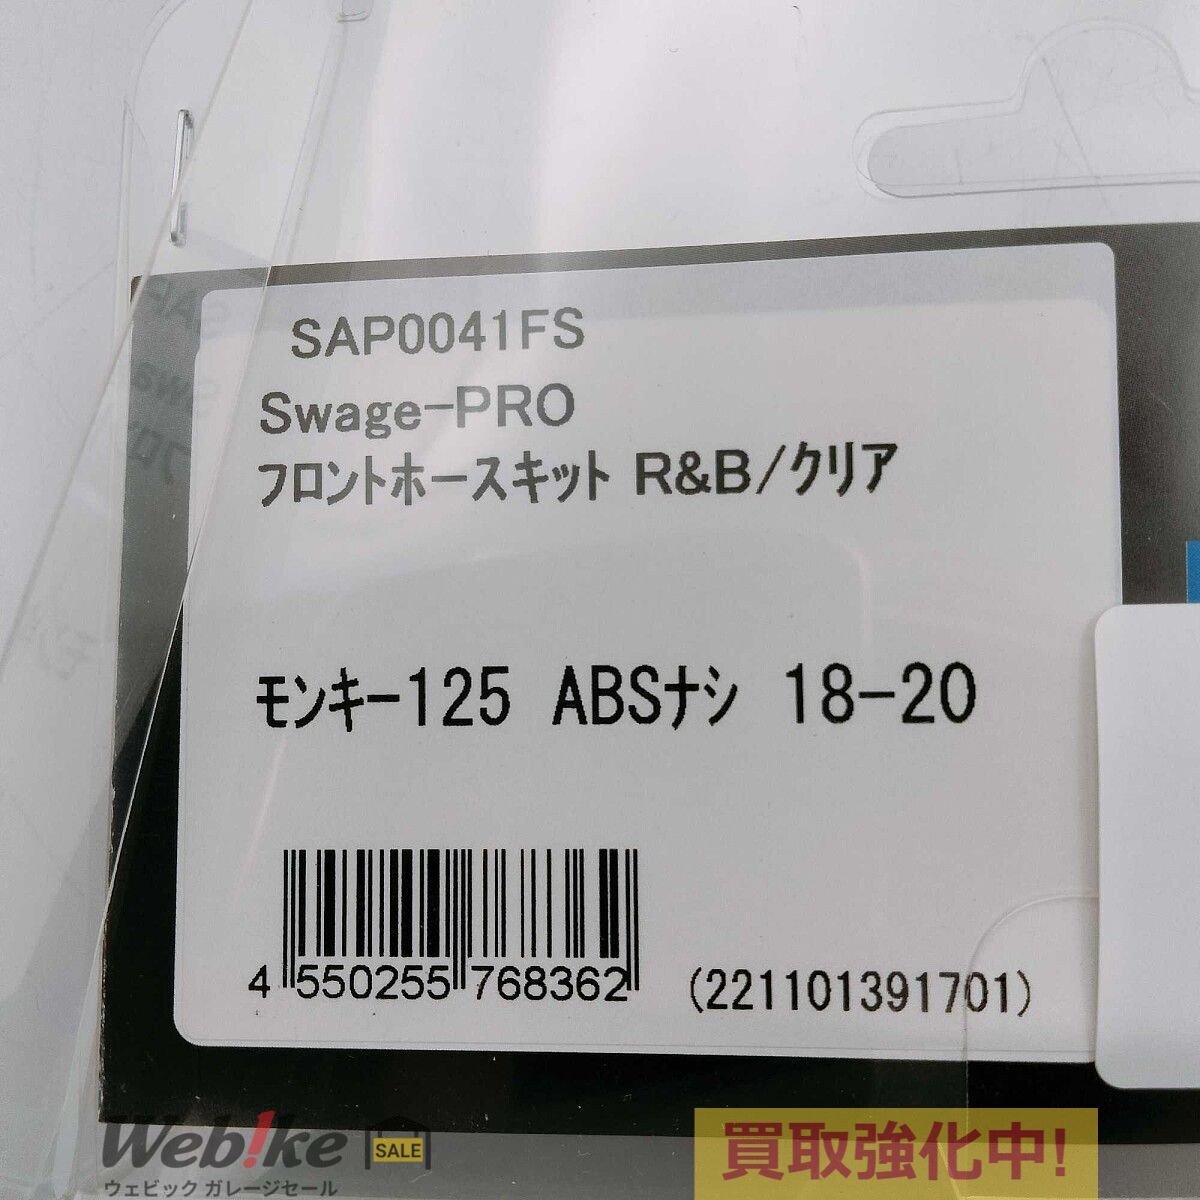 SAP0041FS
Swage-PRO
フロントホースキット R&B/クリア
モンキー125 ABSナシ 18-20
4 550255 768362 (221101391701)
Web!ke SALE
ウェビック ガレージセール
買取強化中!